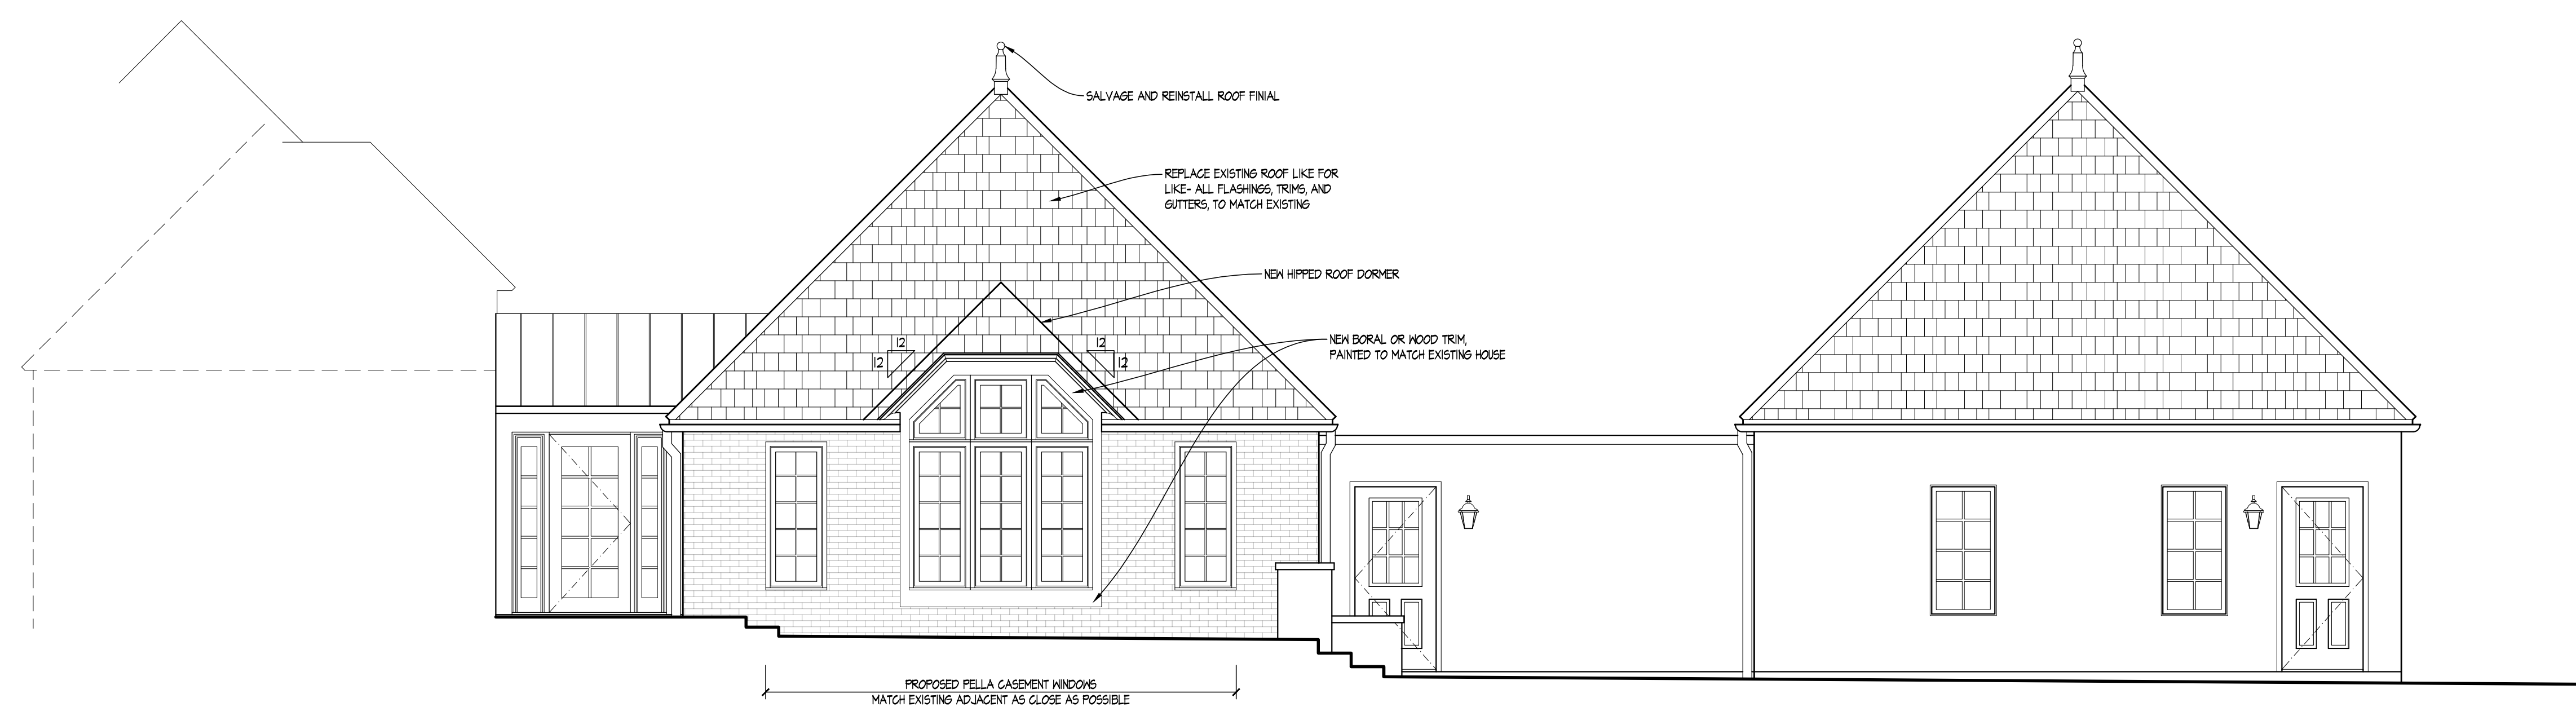 SALVAGE AND REINSTALL ROOF FINIAL
REPLACE EXISTING ROOF LIKE FOR
LIKE- ALL FLASHINGS, TRIMS, AND
GUTTERS, TO MATCH EXISTING
NEW HIPPED ROOF DORMER
12
12
12
12
NEW BORAL OR WOOD TRIM,
PAINTED TO MATCH EXISTING HOUSE
PROPOSED PELLA CASEMENT WINDOWS
MATCH EXISTING ADJACENT AS CLOSE AS POSSIBLE